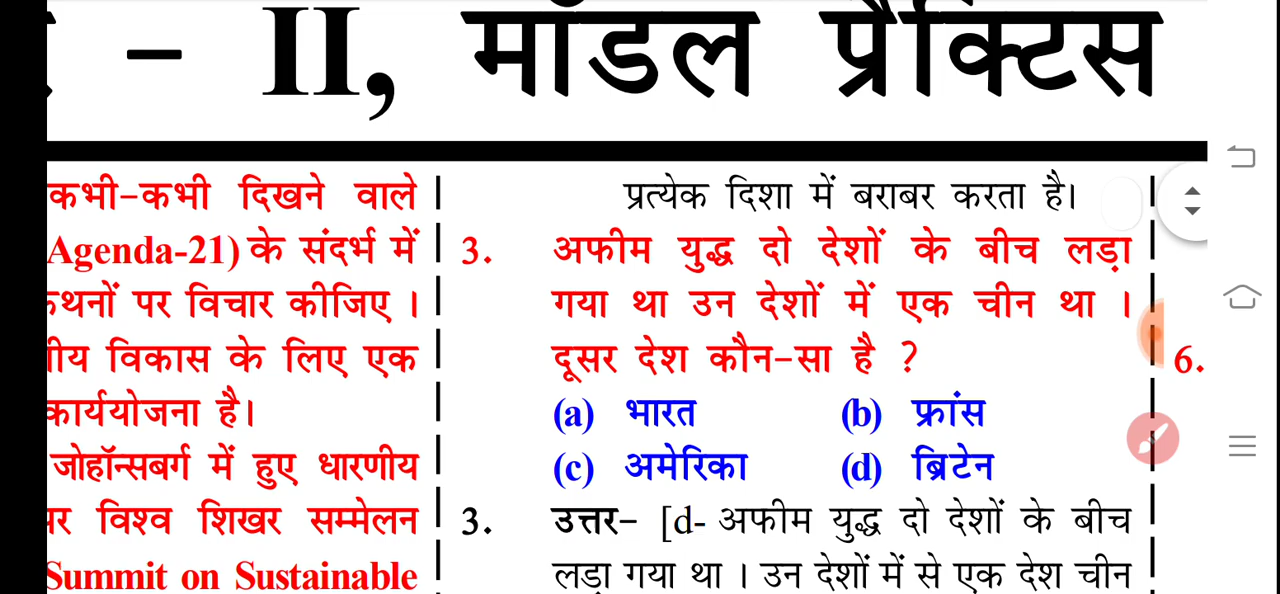 – II, मॉडल प्रैक्टिस
कभी-कभी दिखने वाले
Agenda-21) के संदर्भ में
पर विचार कीजिए ।
विकास के लिए एक
कार्ययोजना है।
जोहॉन्सबर्ग में हुए धारणीय
विश्व शिखर सम्मेलन
Summit on Sustainable
प्रत्येक दिशा में बराबर करता है।
3. अफीम युद्ध दो देशों के बीच लड़ा
गया था उन देशों में एक चीन था ।
दूसर देश कौन-सा है ?
(a) भारत (b) फ्रांस
(c) अमेरिका (d) ब्रिटेन
3. उत्तर- [d- अफीम युद्ध दो देशों के बीच
लड़ा गया था । उन देशों में से एक देश चीन
6.